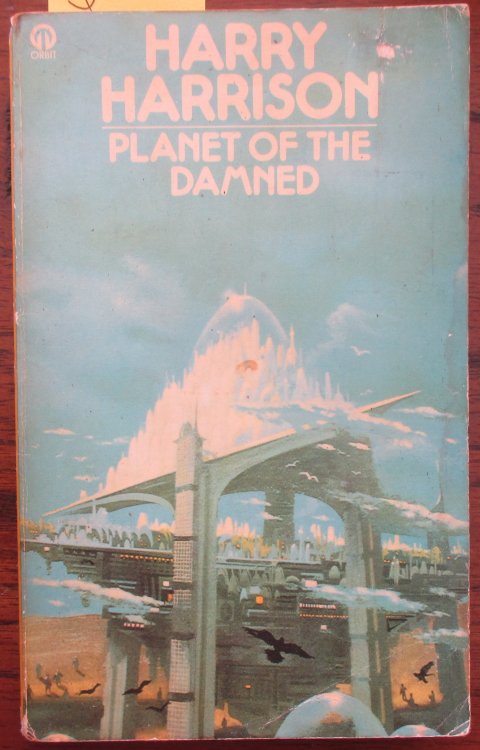 ORBIT
HARRY
HARRISON
PLANET OF THE
DAMNED